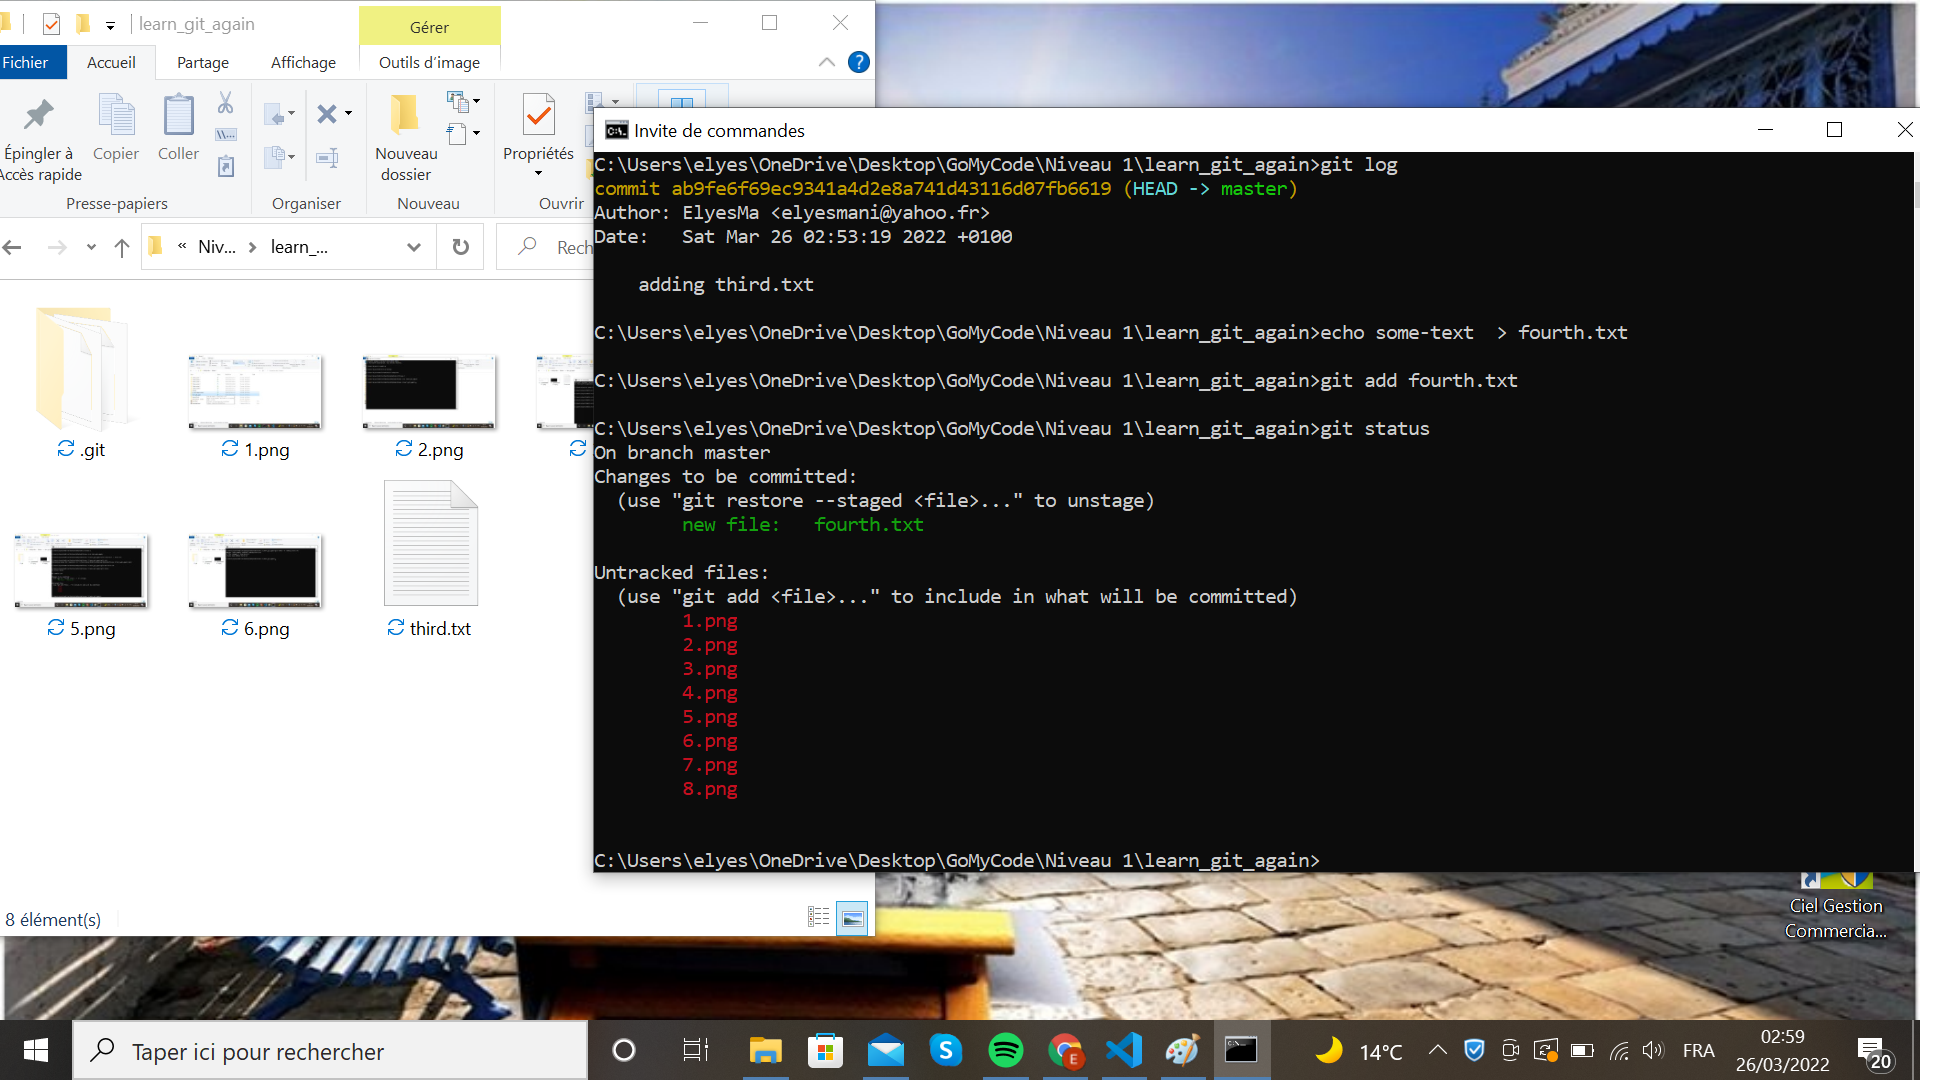 learn_git_again
Gérer
Fichier
Accueil
Partage
Affichage
Outils d'image
Épingler à
Accès rapide
Copier
Coller
Nouveau
dossier
Propriétés
Presse-papiers
Organiser
Nouveau
Ouvrir
« Niv... > learn_...
Rech
.git
1.png
2.png
5.png
6.png
third.txt
8 élément(s)
Invite de commandes
C:\Users\elyes\OneDrive\Desktop\GoMyCode\Niveau 1\learn_git_again>git log
commit ab9fe6f69ec9341a4d2e8a741d43116d07fb6619 (HEAD -> master)
Author: ElyesMa <elyesmani@yahoo.fr>
Date:   Sat Mar 26 02:53:19 2022 +0100
adding third.txt
C:\Users\elyes\OneDrive\Desktop\GoMyCode\Niveau 1\learn_git_again>echo some-text  > fourth.txt
C:\Users\elyes\OneDrive\Desktop\GoMyCode\Niveau 1\learn_git_again>git add fourth.txt
C:\Users\elyes\OneDrive\Desktop\GoMyCode\Niveau 1\learn_git_again>git status
On branch master
Changes to be committed:
(use "git restore --staged <file>..." to unstage)
new file:   fourth.txt
Untracked files:
(use "git add <file>..." to include in what will be committed)
1.png
2.png
3.png
4.png
5.png
6.png
7.png
8.png
C:\Users\elyes\OneDrive\Desktop\GoMyCode\Niveau 1\learn_git_again>
Ciel Gestion
Commercia...
Taper ici pour rechercher
14°C
FRA
02:59
26/03/2022
20